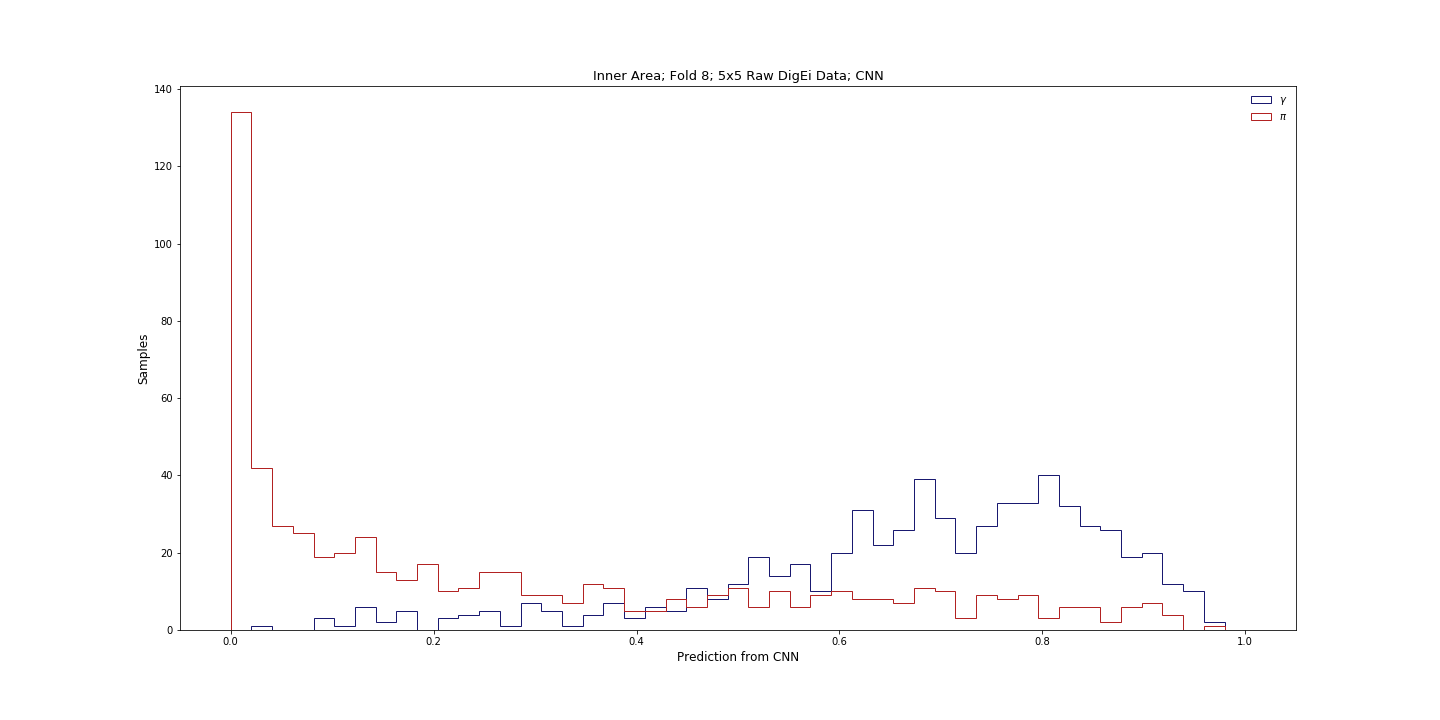 Inner Area; Fold 8; 5x5 Raw DigEi Data; CNN
γ
π
140
120
100
80
60
40
20
0
Samples
0.0 0.2 0.4 0.6 0.8 1.0
Prediction from CNN